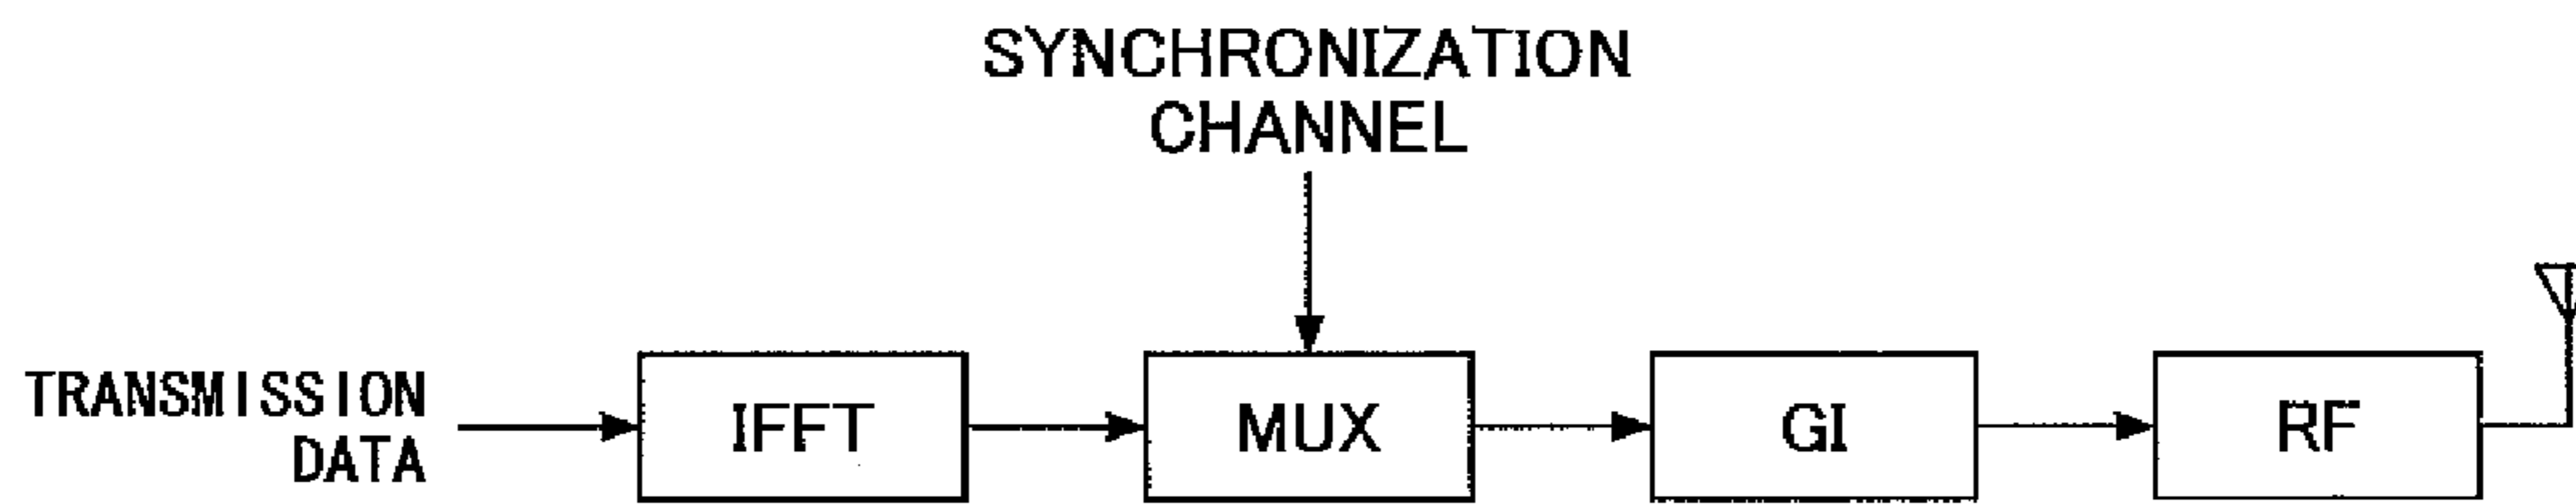 SYNCHRONIZATION
CHANNEL
TRANSMISSION
DATA
IFFT
MUX
GI
RF